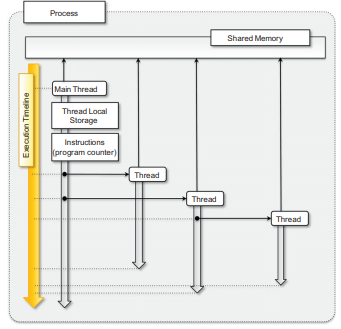 Process
Shared Memory
Execution Timeline
Main Thread
Thread Local
Storage
Instructions
(program counter)
Thread
Thread
Thread